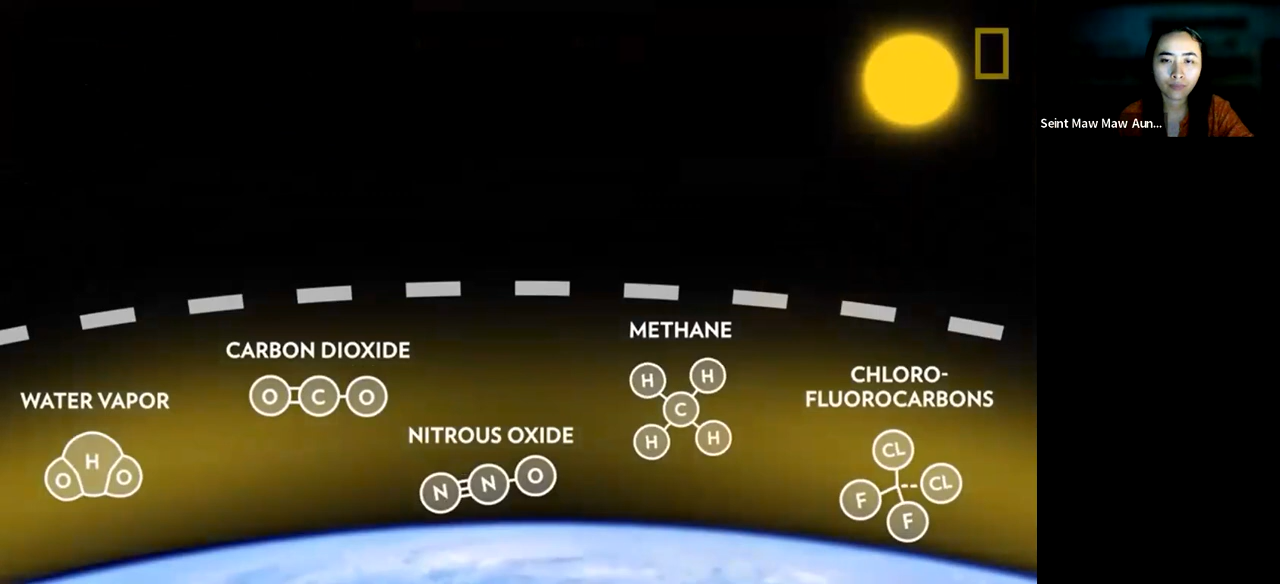 Seint Maw Maw Aun...
METHANE
CARBON DIOXIDE
WATER VAPOR
NITROUS OXIDE
CHLORO-
FLUOROCARBONS
H
H
C
H
H
O
C
O
H
O
O
N
N
O
CL
CL
F
F